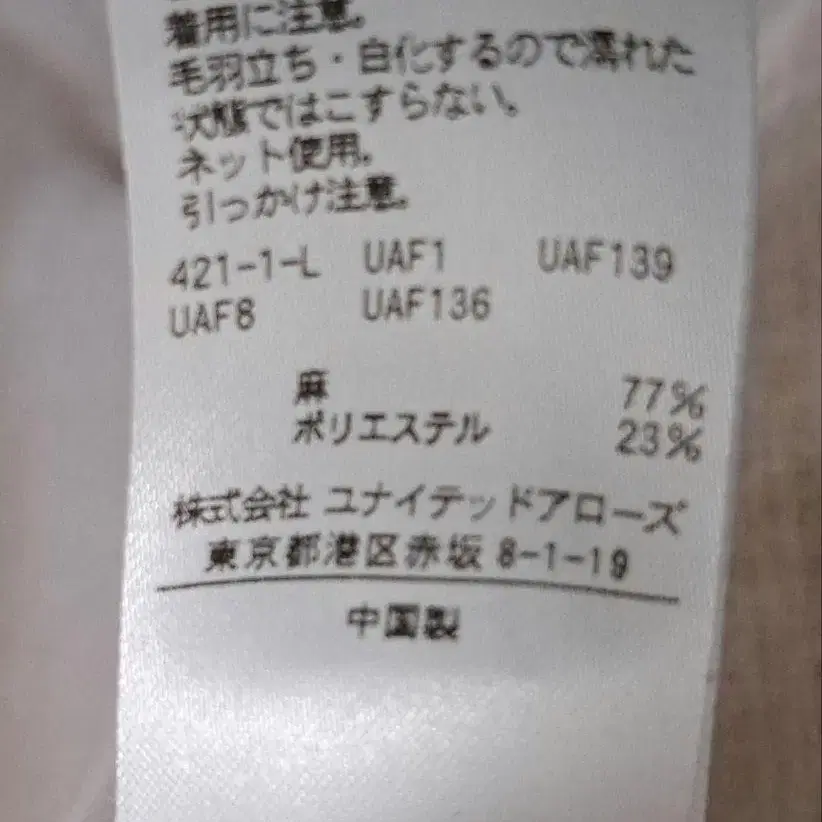 着用に注意。
毛羽立ち・白化するので濡れた
状態ではこすらない。
ネット使用。
引っかけ注意。
421-1-L UAF1 UAF139
UAF8 UAF136
麻 77%
ポリエステル 23%
株式会社 ユナイテッドアローズ
東京都港区赤坂 8-1-19
中国製